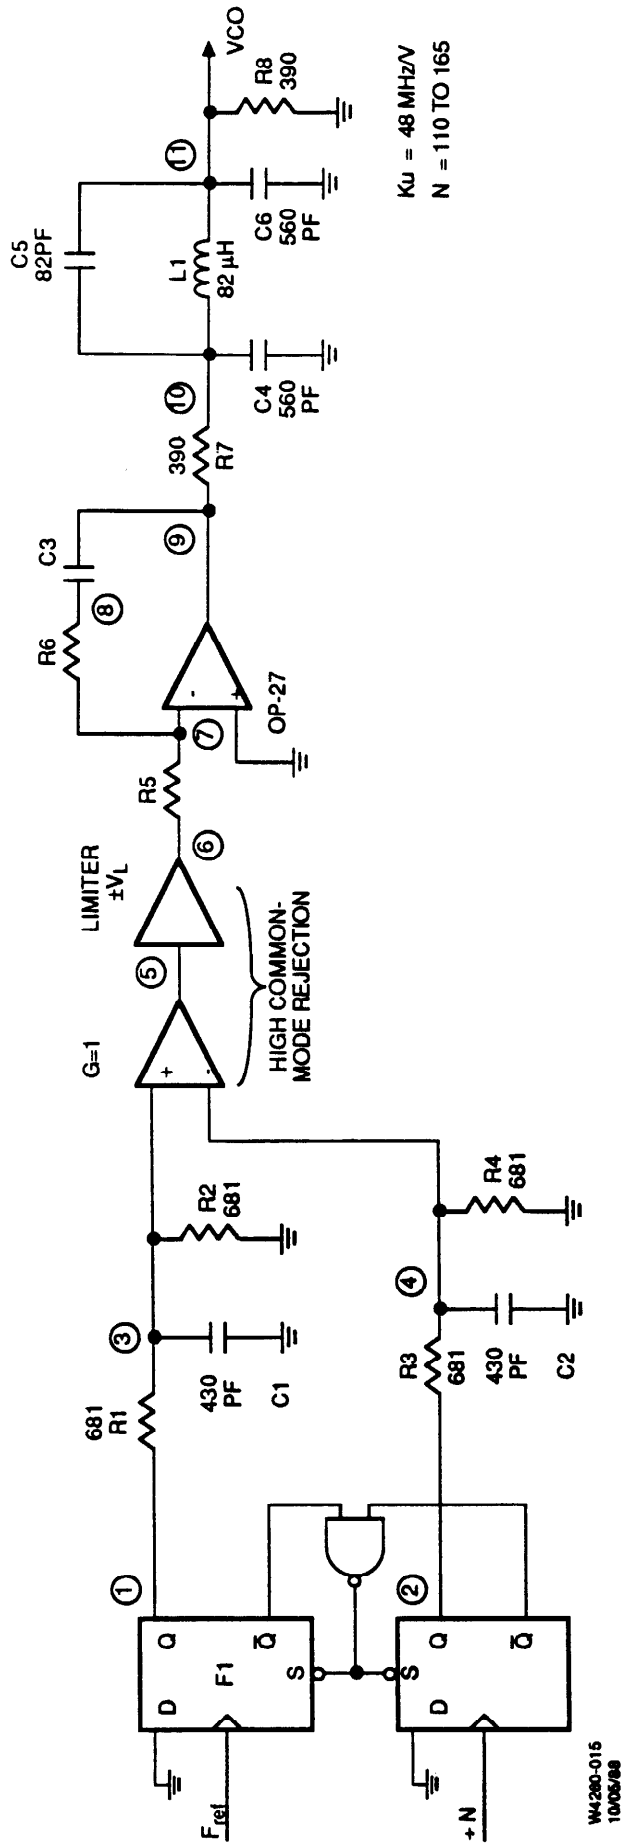 C5
82PF
L1
82 µH
C4
560
PF
C6
560
PF
R8
390
VCO
11
10
390
R7
Ku = 48 MHz/V
N = 110 TO 165
C3
R6
8
9
7
-
+
OP-27
R5
6
LIMITER
±VL
5
G=1
+
-
HIGH COMMON-
MODE REJECTION
R2
681
R4
681
3
4
681
R1
430
PF
C1
R3
681
430
PF
C2
1
2
D
Q
F1
Q
S
D
Q
S
Q
Fref
+ N
W4260-015
10/05/88